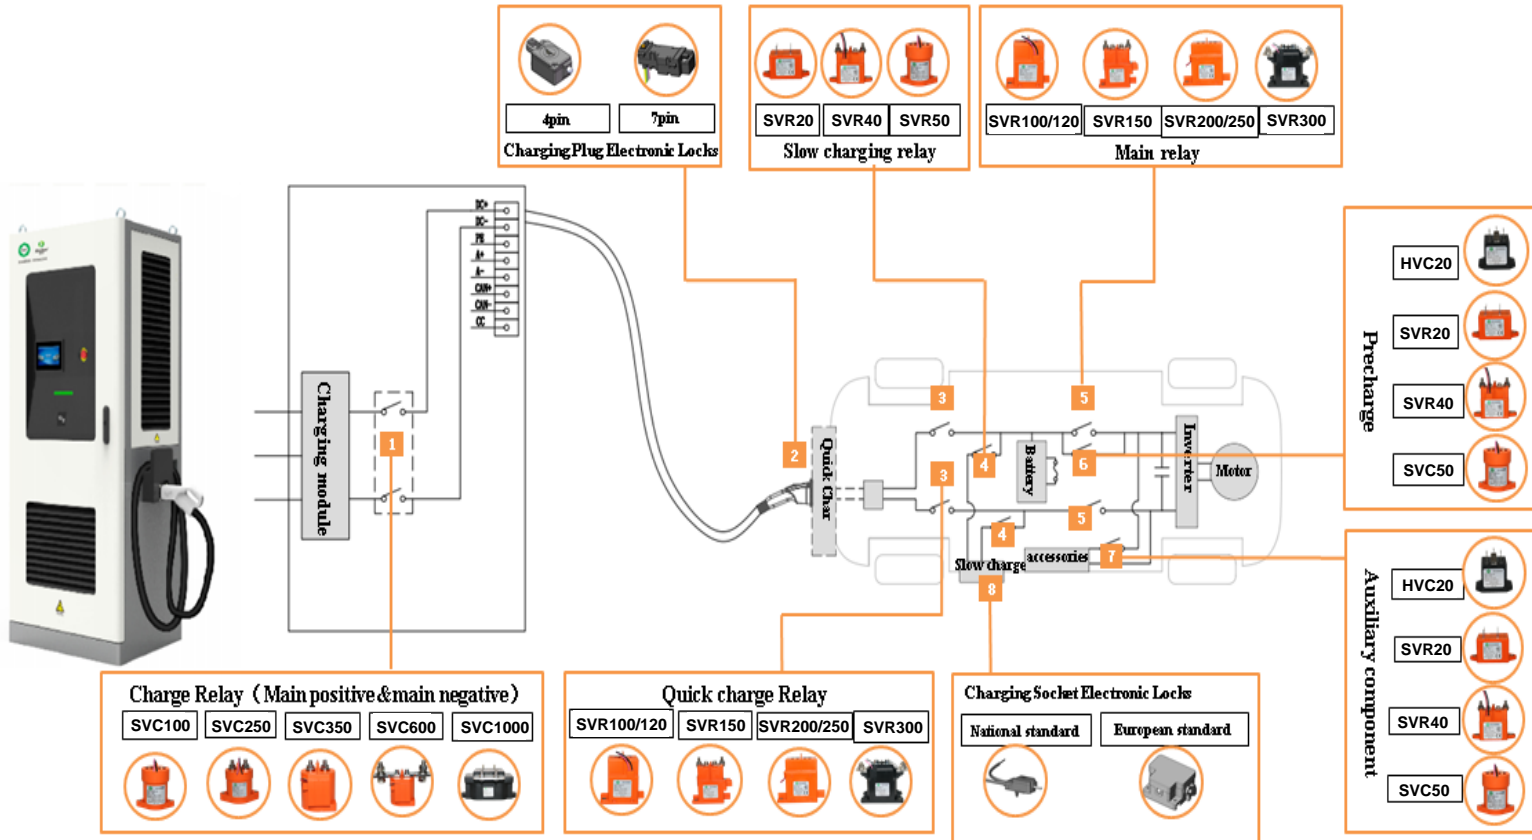 4pin
7pin
Charging Plug Electronic Locks
SVR20
SVR40
SVR50
Slow charging relay
SVR100/120
SVR150
SVR200/250
SVR300
Main relay
DC+
DC-
PE
A+
A-
CAN+
CAN-
CC
Charging module
1
2
Quick Char
3
3
4
4
5
5
6
7
8
Battery
Inverter
Motor
accessories
Slow charge
HVC20
SVR20
SVR40
SVC50
Precharge
HVC20
SVR20
SVR40
SVC50
Auxiliary component
Charge Relay（Main positive&main negative）
SVC100
SVC250
SVC350
SVC600
SVC1000
Quick charge Relay
SVR100/120
SVR150
SVR200/250
SVR300
Charging Socket Electronic Locks
National standard
European standard